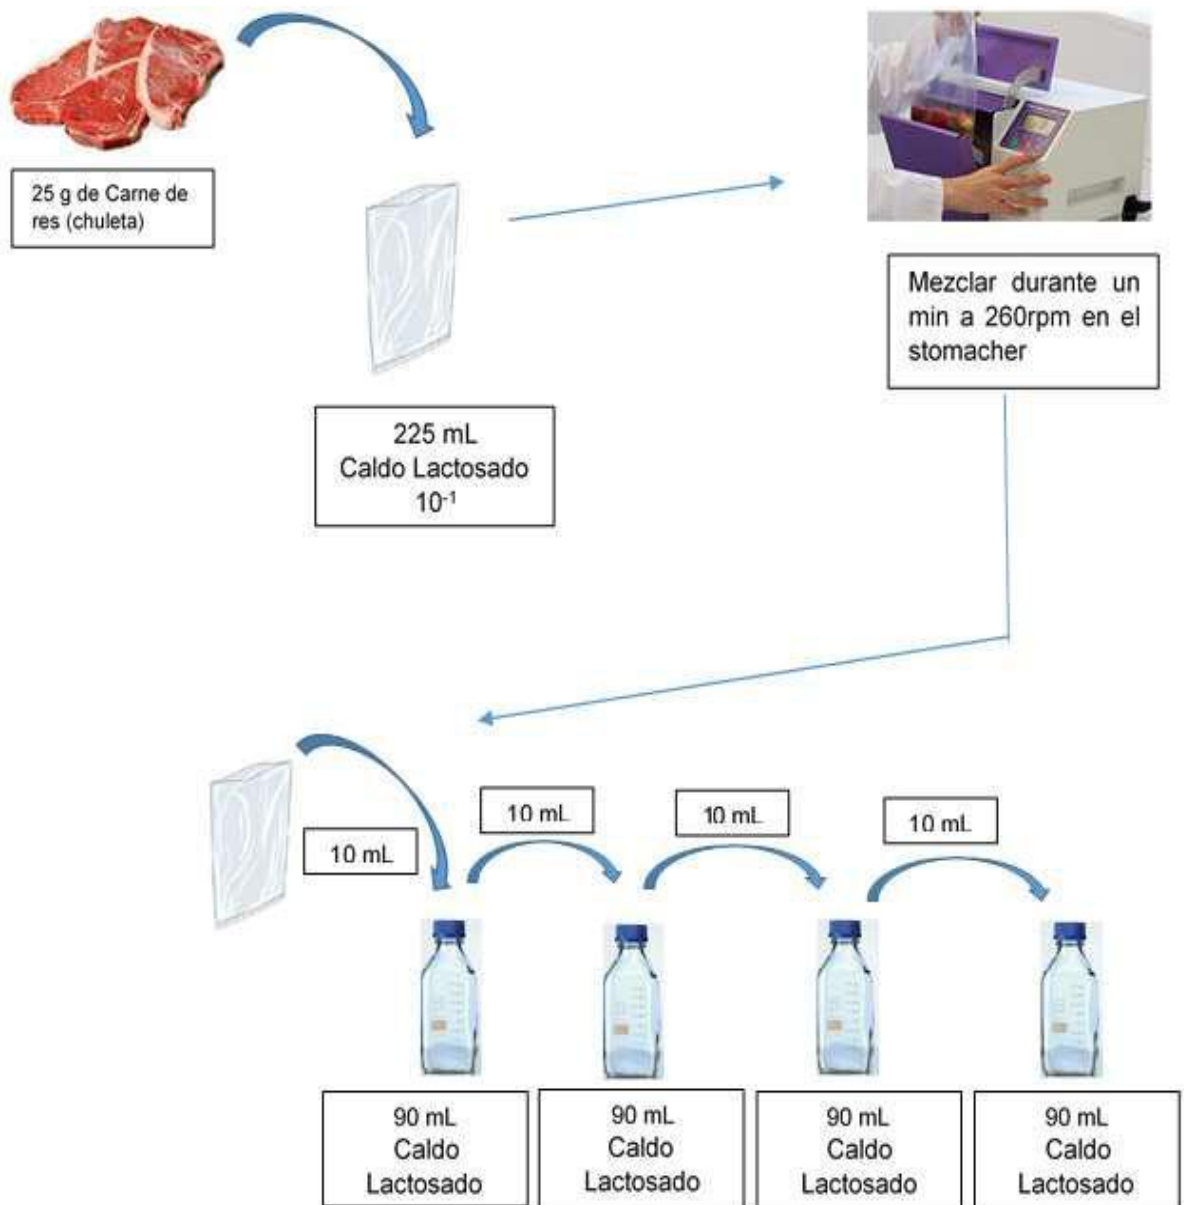 25 g de Carne de
res (chuleta)
225 mL
Caldo Lactosado
10⁻¹
Mezclar durante un
min a 260rpm en el
stomacher
10 mL
10 mL
10 mL
10 mL
90 mL
Caldo
Lactosado
90 mL
Caldo
Lactosado
90 mL
Caldo
Lactosado
90 mL
Caldo
Lactosado